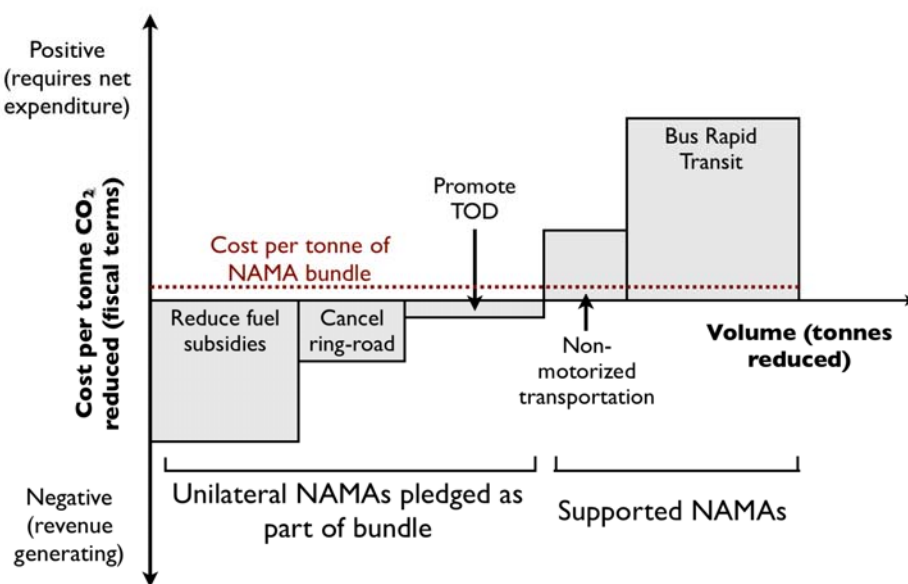 Positive
(requires net
expenditure)
Cost per tonne CO₂
reduced (fiscal terms)
Negative
(revenue
generating)
Cost per tonne of
NAMA bundle
Reduce fuel
subsidies
Cancel
ring-road
Promote
TOD
Non-
motorized
transportation
Bus Rapid
Transit
Volume (tonnes
reduced)
Unilateral NAMAs pledged as
part of bundle
Supported NAMAs